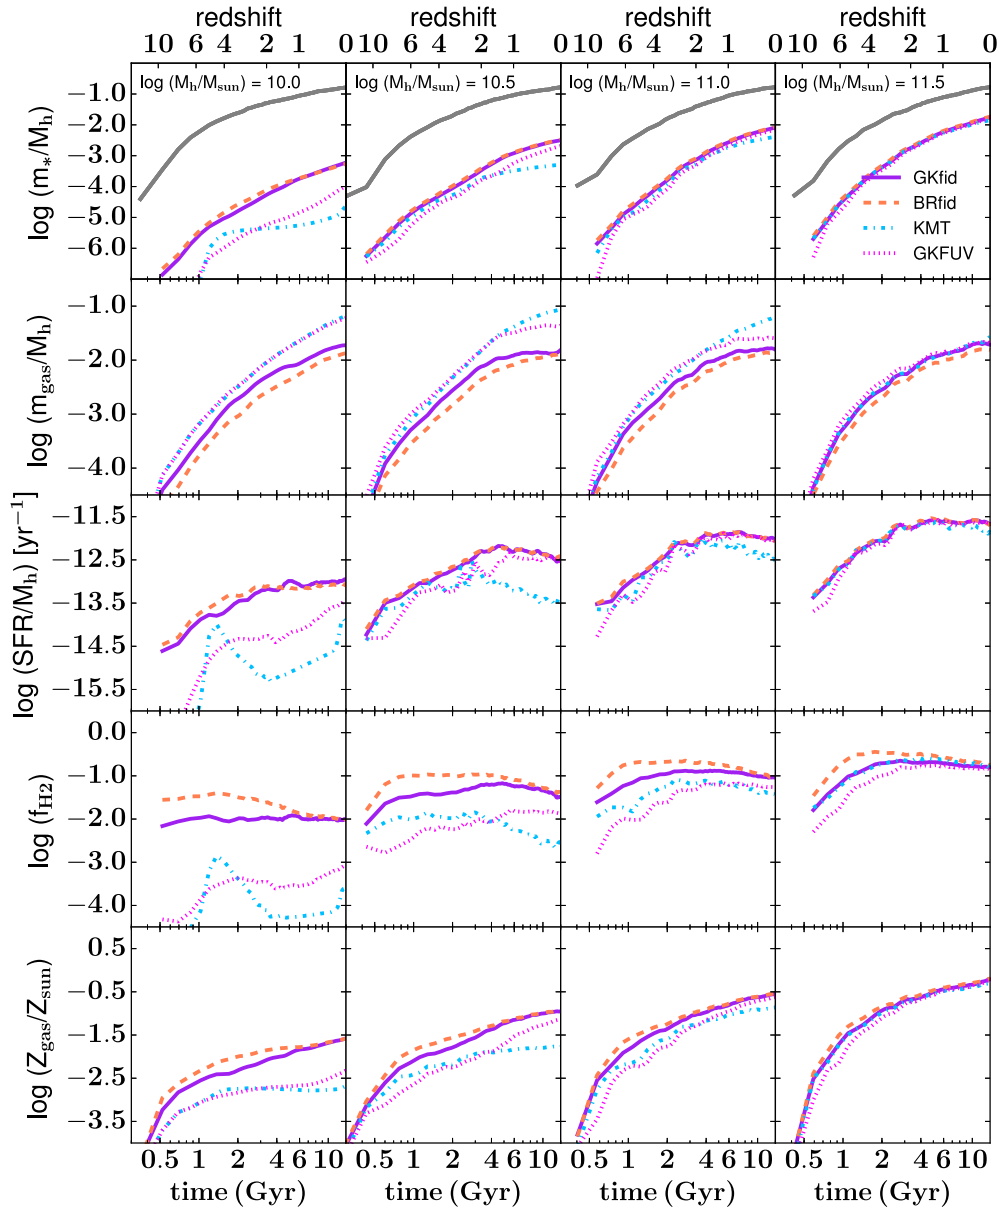 redshift redshift redshift redshift
10 6 4 2 1 0 10 6 4 2 1 0 10 6 4 2 1 0 10 6 4 2 1 0
log (m*/Mh)
−1.0
−2.0
−3.0
−4.0
−5.0
−6.0
log (Mh/Msun) = 10.0
log (Mh/Msun) = 10.5
log (Mh/Msun) = 11.0
log (Mh/Msun) = 11.5
GKfid
BRfid
KMT
GKFUV
log (mgas/Mh)
−1.0
−2.0
−3.0
−4.0
log (SFR/Mh) [yr−1]
−11.5
−12.5
−13.5
−14.5
−15.5
log (fH2)
0.0
−1.0
−2.0
−3.0
−4.0
log (Zgas/Zsun)
0.5
−0.5
−1.5
−2.5
−3.5
0.5 1 2 4 6 10 0.5 1 2 4 6 10 0.5 1 2 4 6 10 0.5 1 2 4 6 10
time (Gyr) time (Gyr) time (Gyr) time (Gyr)